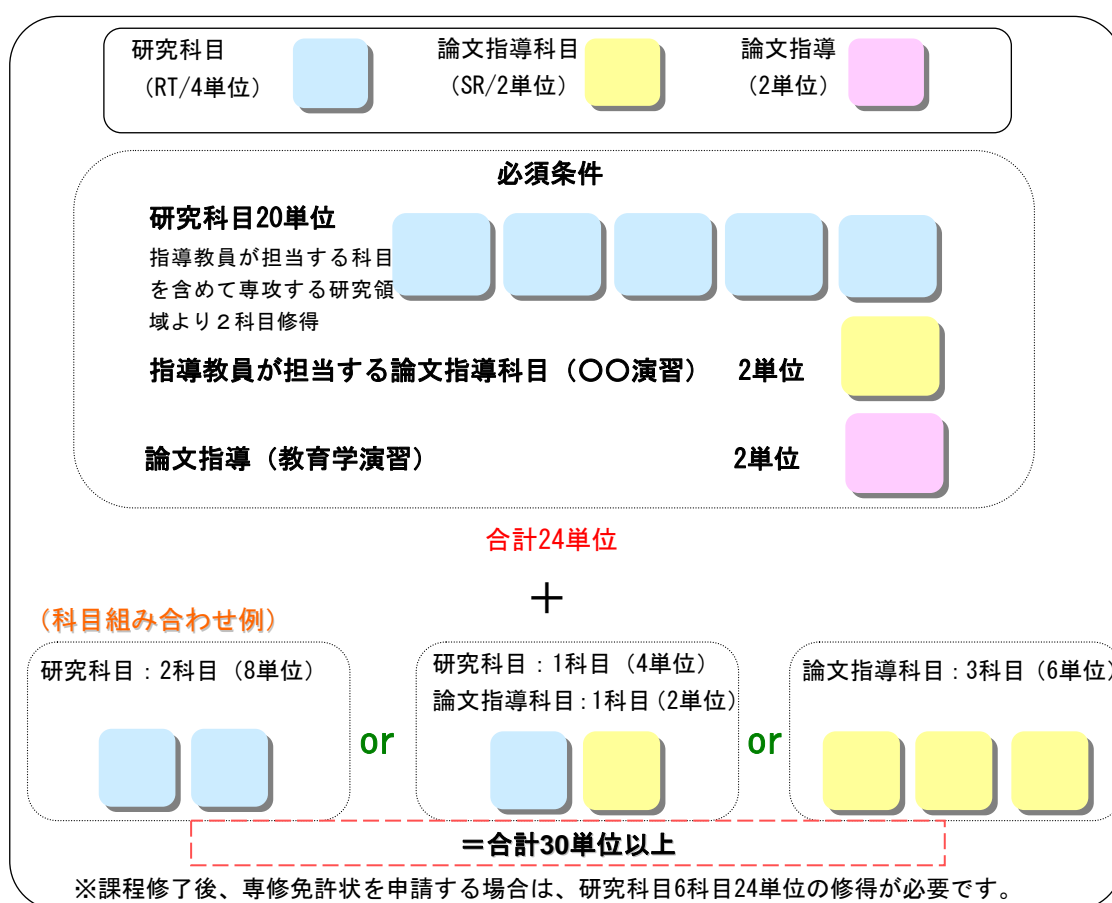 研究科目
（RT/4単位）
論文指導科目
（SR/2単位）
論文指導
（2単位）
必須条件
研究科目20単位
指導教員が担当する科目
を含めて専攻する研究領
域より２科目修得
指導教員が担当する論文指導科目（〇〇演習） 2単位
論文指導（教育学演習） 2単位
合計24単位
＋
（科目組み合わせ例）
研究科目：2科目（8単位）
or
研究科目：1科目（4単位）
論文指導科目：1科目（2単位）
or
論文指導科目：3科目（6単位）
＝合計30単位以上
※課程修了後、専修免許状を申請する場合は、研究科目6科目24単位の修得が必要です。